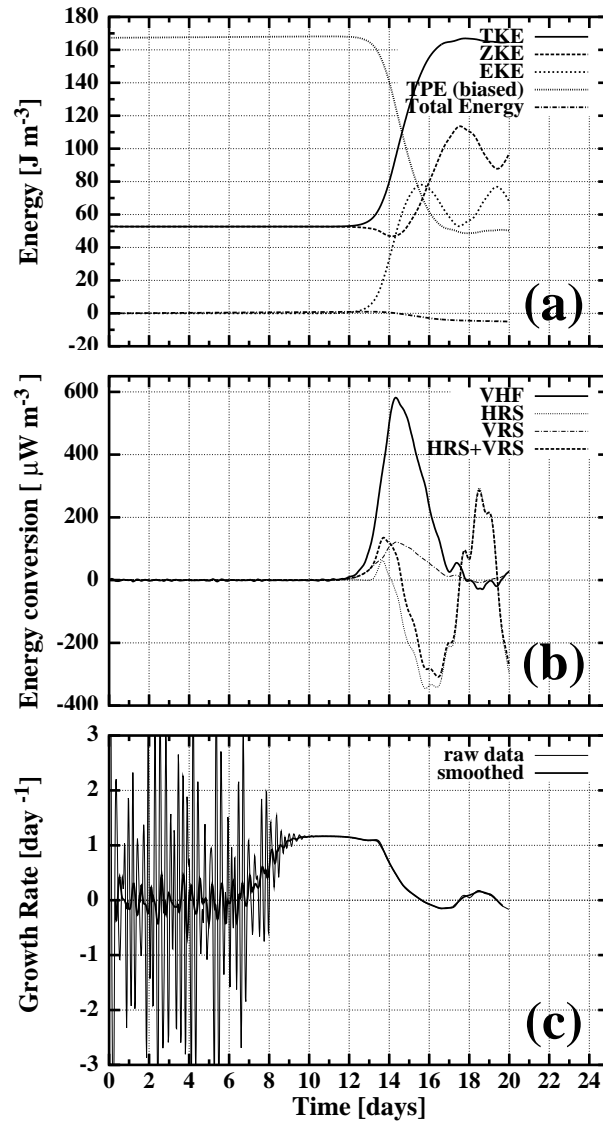 180
160
140
120
100
80
60
40
20
0
-20
Energy [J m-3]
TKE
ZKE
EKE
TPE (biased)
Total Energy
(a)
600
400
200
0
-200
-400
Energy conversion [ μW m-3]
VHF
HRS
VRS
HRS+VRS
(b)
3
2
1
0
-1
-2
-3
Growth Rate [day -1]
raw data
smoothed
(c)
0 2 4 6 8 10 12 14 16 18 20 22 24
Time [days]